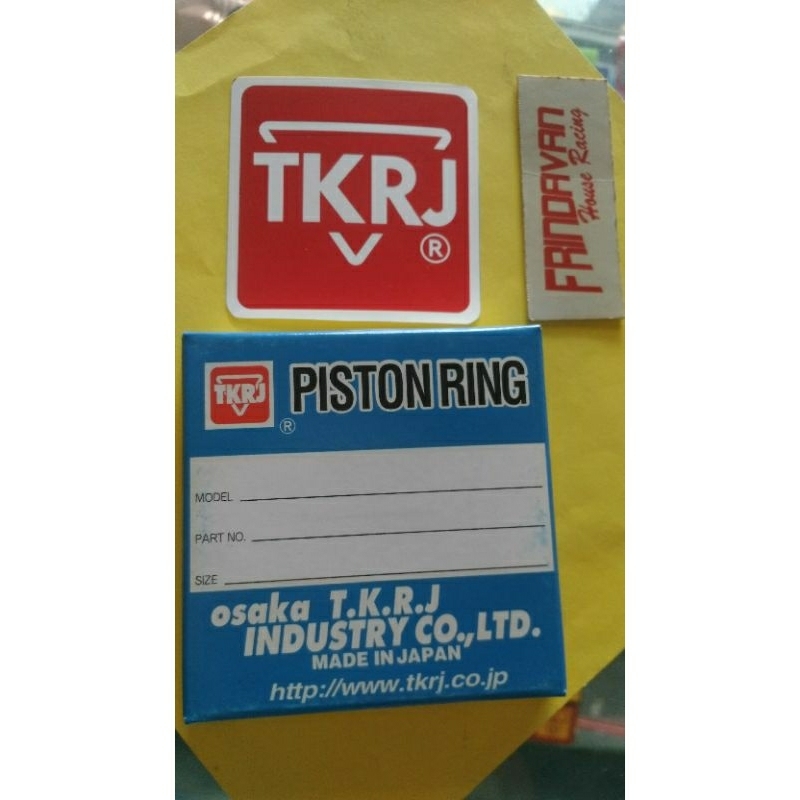 TKRJ
®
FRINDAVAN
House Racing
TKRJ
®
PISTON RING
MODEL
PART NO.
SIZE
osaka T.K.R.J
INDUSTRY CO.,LTD.
MADE IN JAPAN
http://www.tkrj.co.jp